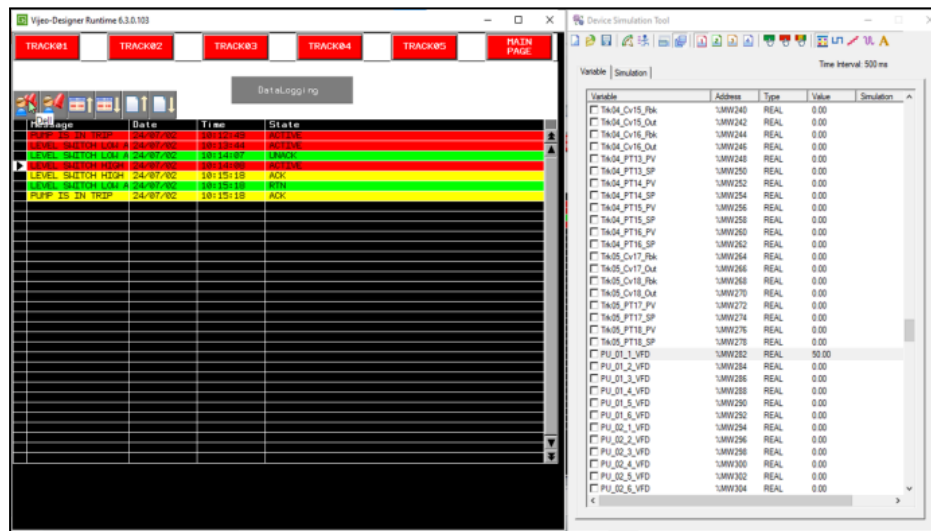 Vijeo-Designer Runtime 6.3.0.103
TRACK01 TRACK02 TRACK03 TRACK04 TRACK05 MAIN PAGE
DataLogging
Message Date Time State
PUMP IS IN TRIP 24/07/02 10:12:49 ACTIVE
LEVEL SWITCH LOW A 24/07/02 10:13:44 ACTIVE
LEVEL SWITCH LOW A 24/07/02 10:14:07 UNACK
LEVEL SWITCH HIGH 24/07/02 ACTIVE
LEVEL SWITCH HIGH 24/07/02 10:15:18 ACK
LEVEL SWITCH LOW A 24/07/02 10:15:18 RTN
PUMP IS IN TRIP 24/07/02 10:15:18 ACK
Device Simulation Tool
Time Interval: 500 ms
Variable Simulation
Variable Address Type Value Simulation
Trk04_Cv15_Fbk %MW240 REAL 0.00
Trk04_Cv15_Out %MW242 REAL 0.00
Trk04_Cv16_Fbk %MW244 REAL 0.00
Trk04_Cv16_Out %MW246 REAL 0.00
Trk04_PT13_PV %MW248 REAL 0.00
Trk04_PT13_SP %MW250 REAL 0.00
Trk04_PT14_PV %MW252 REAL 0.00
Trk04_PT14_SP %MW254 REAL 0.00
Trk04_PT15_PV %MW256 REAL 0.00
Trk04_PT15_SP %MW258 REAL 0.00
Trk04_PT16_PV %MW260 REAL 0.00
Trk04_PT16_SP %MW262 REAL 0.00
Trk05_Cv17_Fbk %MW264 REAL 0.00
Trk05_Cv17_Out %MW266 REAL 0.00
Trk05_Cv18_Fbk %MW268 REAL 0.00
Trk05_Cv18_Out %MW270 REAL 0.00
Trk05_PT17_PV %MW272 REAL 0.00
Trk05_PT17_SP %MW274 REAL 0.00
Trk05_PT18_PV %MW276 REAL 0.00
Trk05_PT18_SP %MW278 REAL 0.00
PU_01_1_VFD %MW282 REAL 50.00
PU_01_2_VFD %MW284 REAL 0.00
PU_01_3_VFD %MW286 REAL 0.00
PU_01_4_VFD %MW288 REAL 0.00
PU_01_5_VFD %MW290 REAL 0.00
PU_01_6_VFD %MW292 REAL 0.00
PU_02_1_VFD %MW294 REAL 0.00
PU_02_2_VFD %MW296 REAL 0.00
PU_02_3_VFD %MW298 REAL 0.00
PU_02_4_VFD %MW300 REAL 0.00
PU_02_5_VFD %MW302 REAL 0.00
PU_02_6_VFD %MW304 REAL 0.00